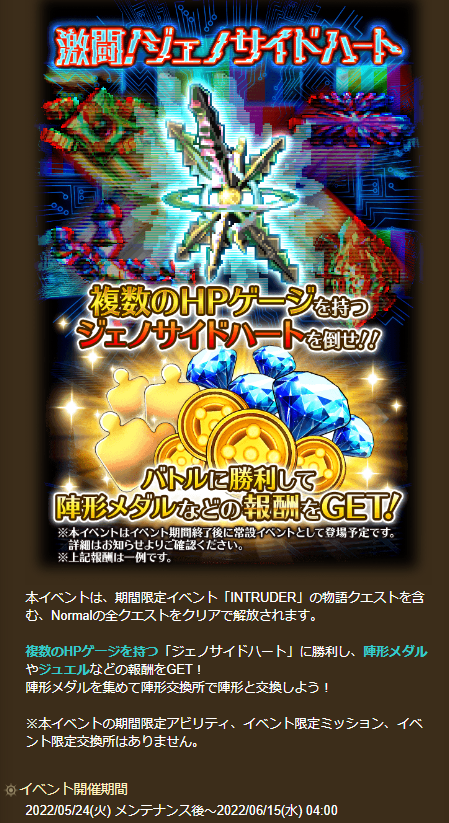 激闘!ジェノサイドハート
複数のHPゲージを持つ
ジェノサイドハートを倒せ!!
バトルに勝利して
陣形メダルなどの報酬をGET!
※本イベントはイベント期間終了後に常設イベントとして登場予定です。
詳細はお知らせよりご確認ください。
※上記報酬は一例です。
本イベントは、期間限定イベント「INTRUDER」の物語クエストを含
む、Normalの全クエストをクリアで解放されます。
複数のHPゲージを持つ「ジェノサイドハート」に勝利し、陣形メダル
やジュエルなどの報酬をGET！
陣形メダルを集めて陣形交換所で陣形と交換しよう！
※本イベントの期間限定アビリティ、イベント限定ミッション、イベ
ント限定交換所はありません。
イベント開催期間
2022/05/24(火) メンテナンス後～2022/06/15(水) 04:00